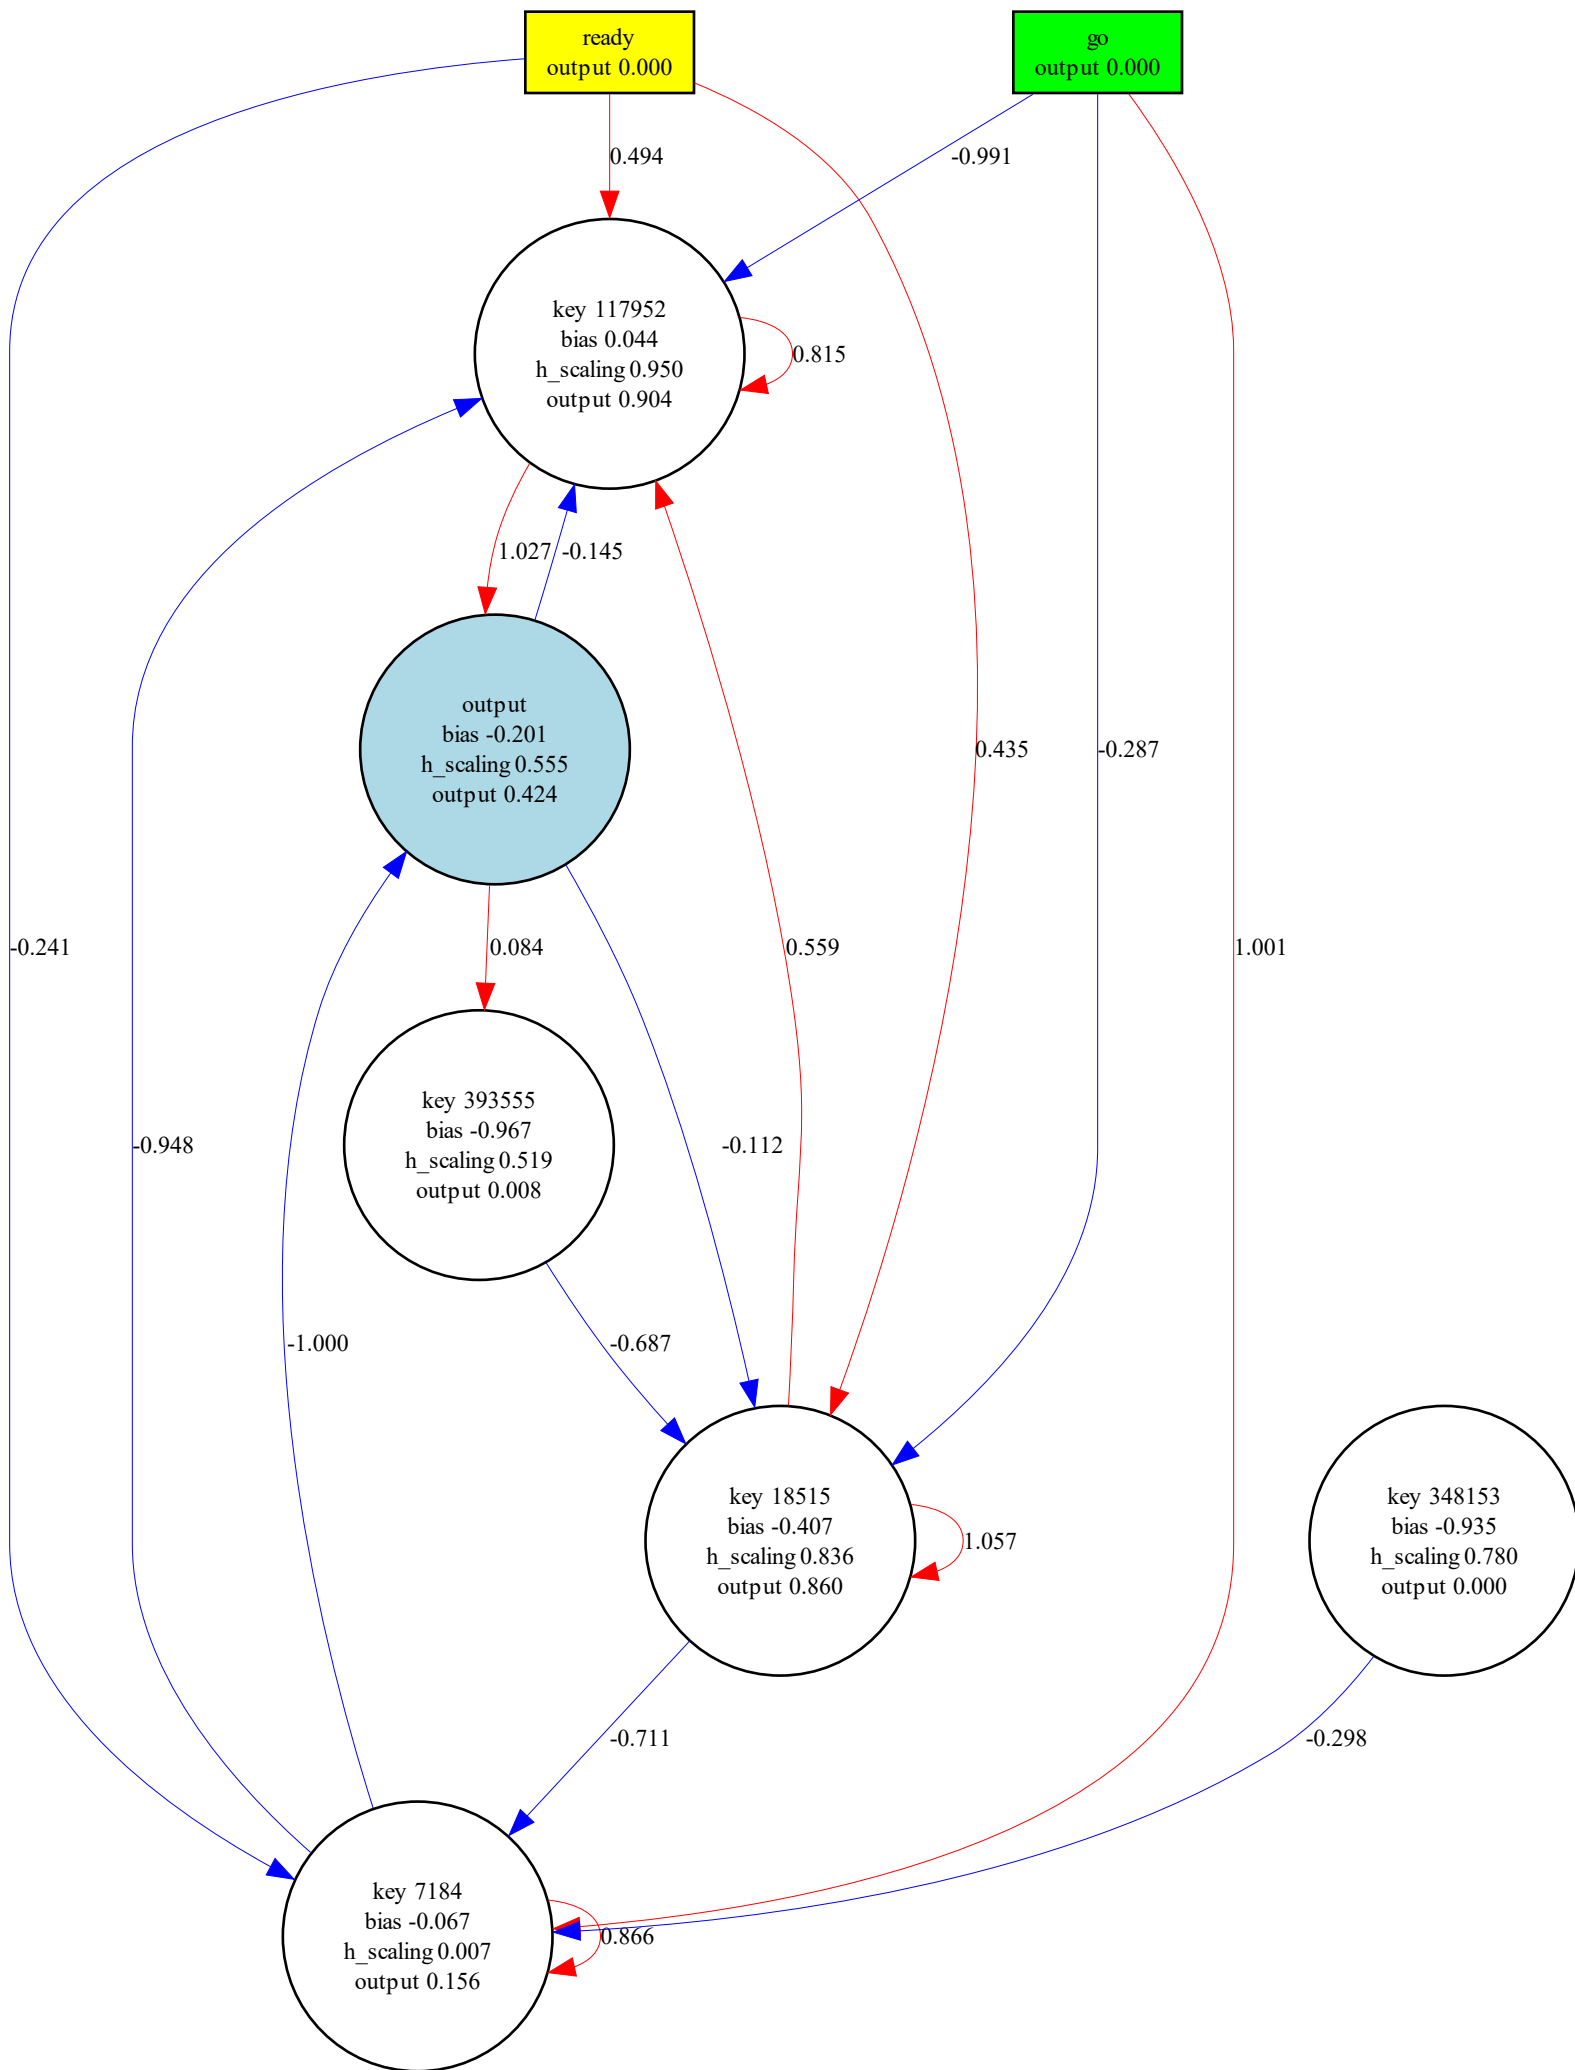 ready
output 0.000
go
output 0.000
0.494
-0.991
key 117952
bias 0.044
h_scaling 0.950
output 0.904
0.815
1.027
-0.145
output
bias -0.201
h_scaling 0.555
output 0.424
0.435
-0.287
-0.241
0.084
0.559
1.001
key 393555
bias -0.967
h_scaling 0.519
output 0.008
-0.948
-0.112
-1.000
-0.687
key 18515
bias -0.407
h_scaling 0.836
output 0.860
1.057
key 348153
bias -0.935
h_scaling 0.780
output 0.000
-0.711
-0.298
key 7184
bias -0.067
h_scaling 0.007
output 0.156
0.866